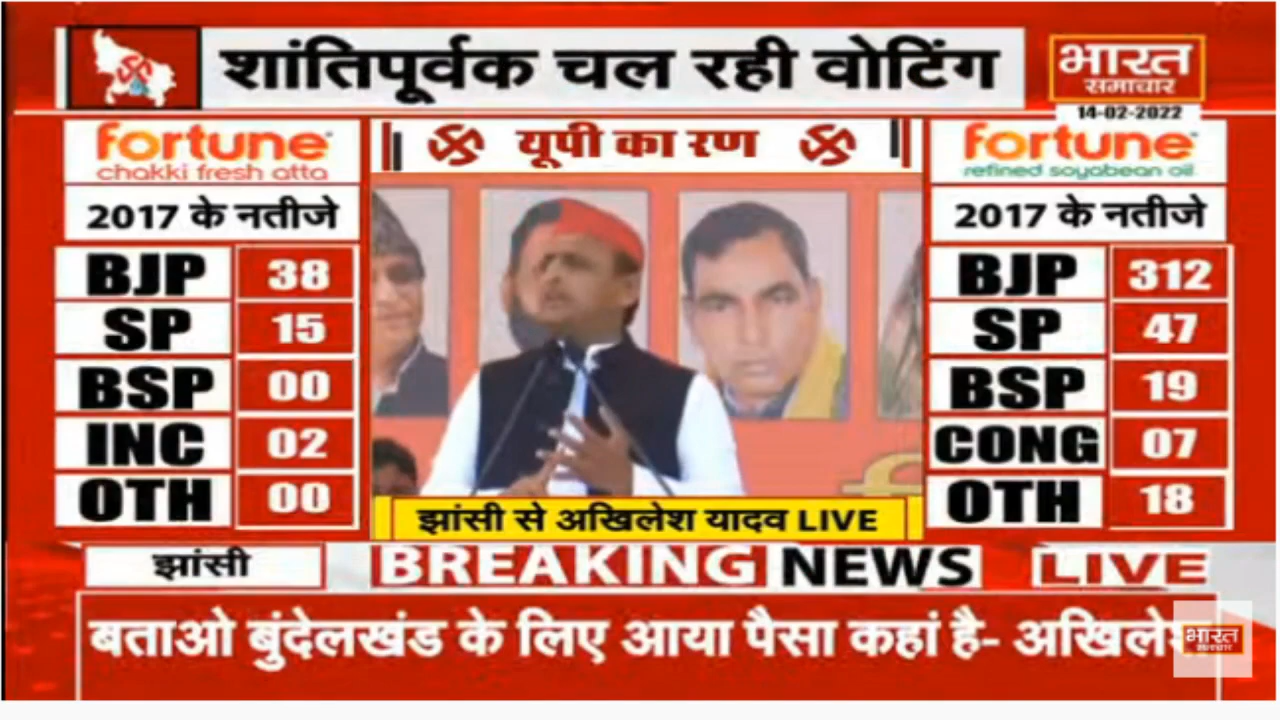 शांतिपूर्वक चल रही वोटिंग
भारत
समाचार
14-02-2022
fortune
chakki fresh atta
2017 के नतीजे
BJP 38
SP 15
BSP 00
INC 02
OTH 00
यूपी का रण
झांसी से अखिलेश यादव LIVE
fortune
refined soyabean oil
2017 के नतीजे
BJP 312
SP 47
BSP 19
CONG 07
OTH 18
झांसी
BREAKING NEWS
LIVE
बताओ बुंदेलखंड के लिए आया पैसा कहां है-
भारत
समाचार